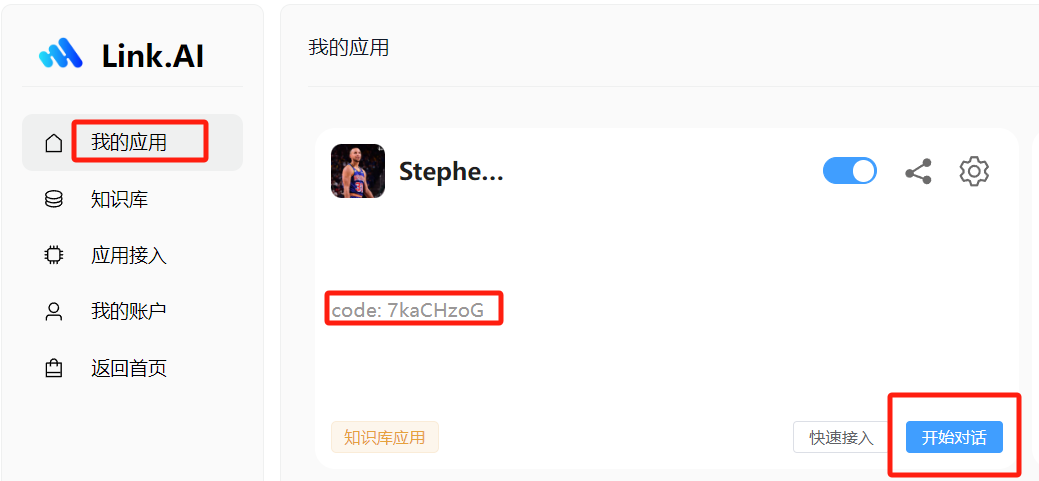 Link.AI
我的应用
知识库
应用接入
我的账户
返回首页
我的应用
Stephe...
code: 7kaCHzoG
知识库应用
快速接入
开始对话